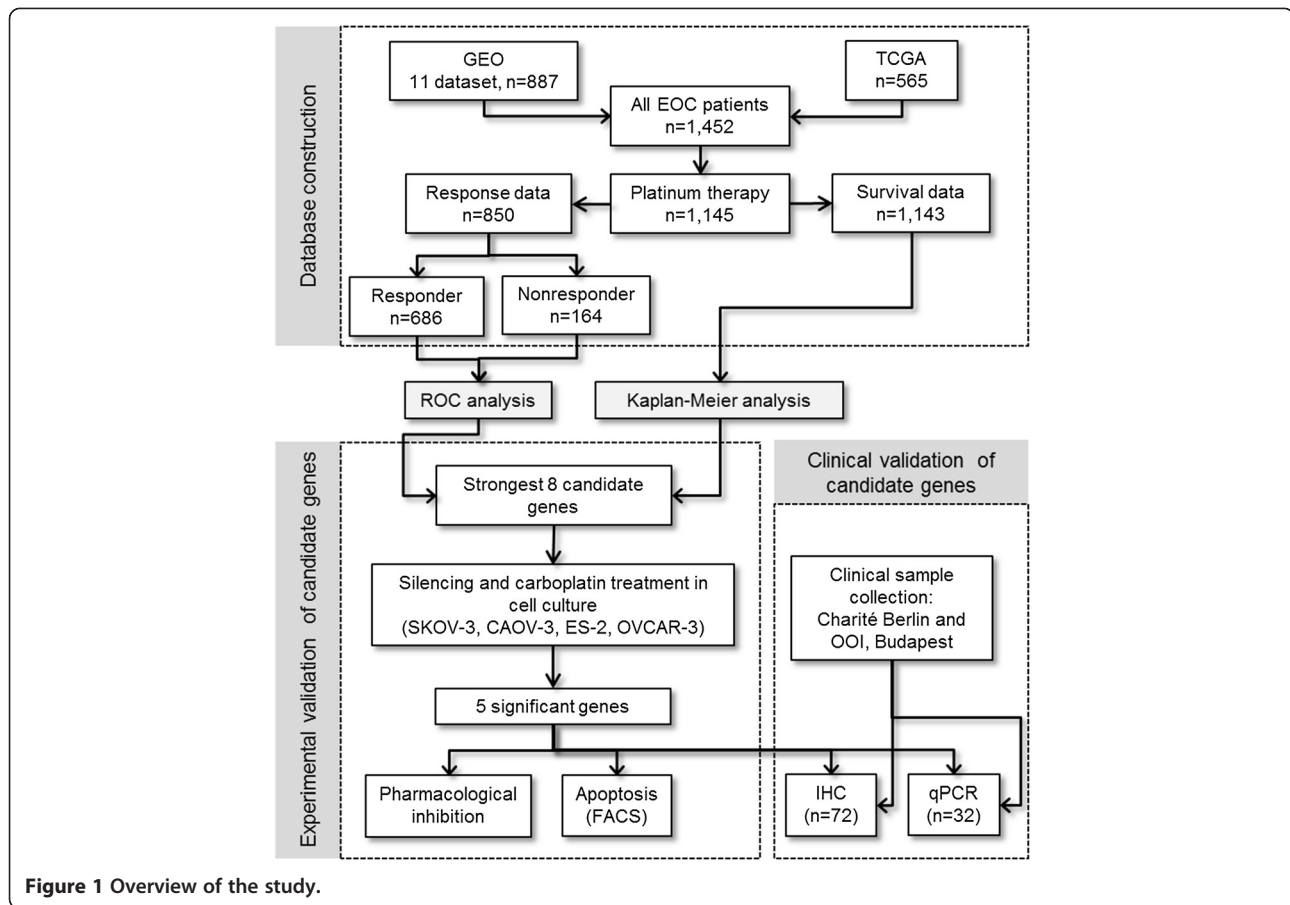 Database construction
GEO
11 dataset, n=887
TCGA
n=565
All EOC patients
n=1,452
Response data
n=850
Platinum therapy
n=1,145
Survival data
n=1,143
Responder
n=686
Nonresponder
n=164
ROC analysis
Kaplan-Meier analysis
Experimental validation of candidate genes
Strongest 8 candidate
genes
Silencing and carboplatin treatment in
cell culture
(SKOV-3, CAOV-3, ES-2, OVCAR-3)
5 significant genes
Pharmacological
inhibition
Apoptosis
(FACS)
Clinical validation of
candidate genes
Clinical sample
collection:
Charité Berlin and
OOI, Budapest
IHC
(n=72)
qPCR
(n=32)
Figure 1 Overview of the study.